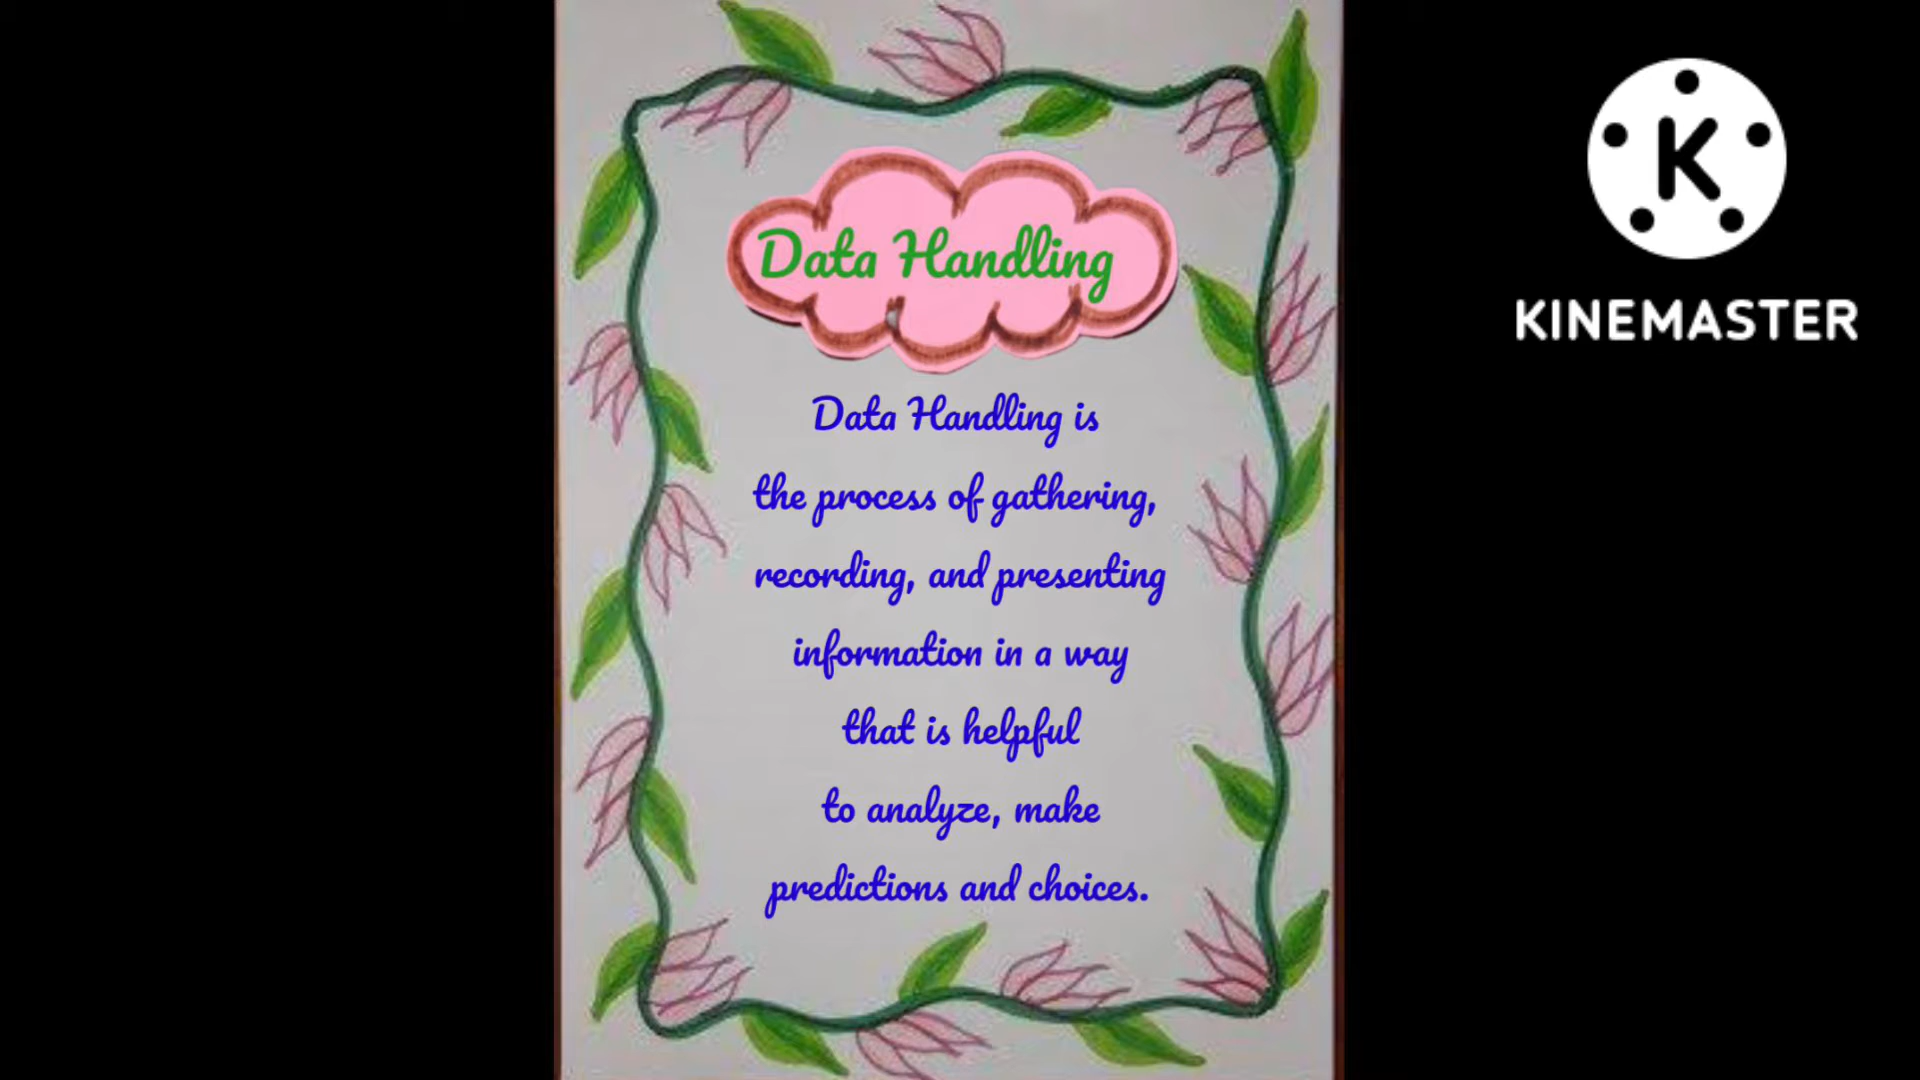 Data Handling
Data Handling is
the process of gathering,
recording, and presenting
information in a way
that is helpful
to analyze, make
predictions and choices.
K
KINEMASTER